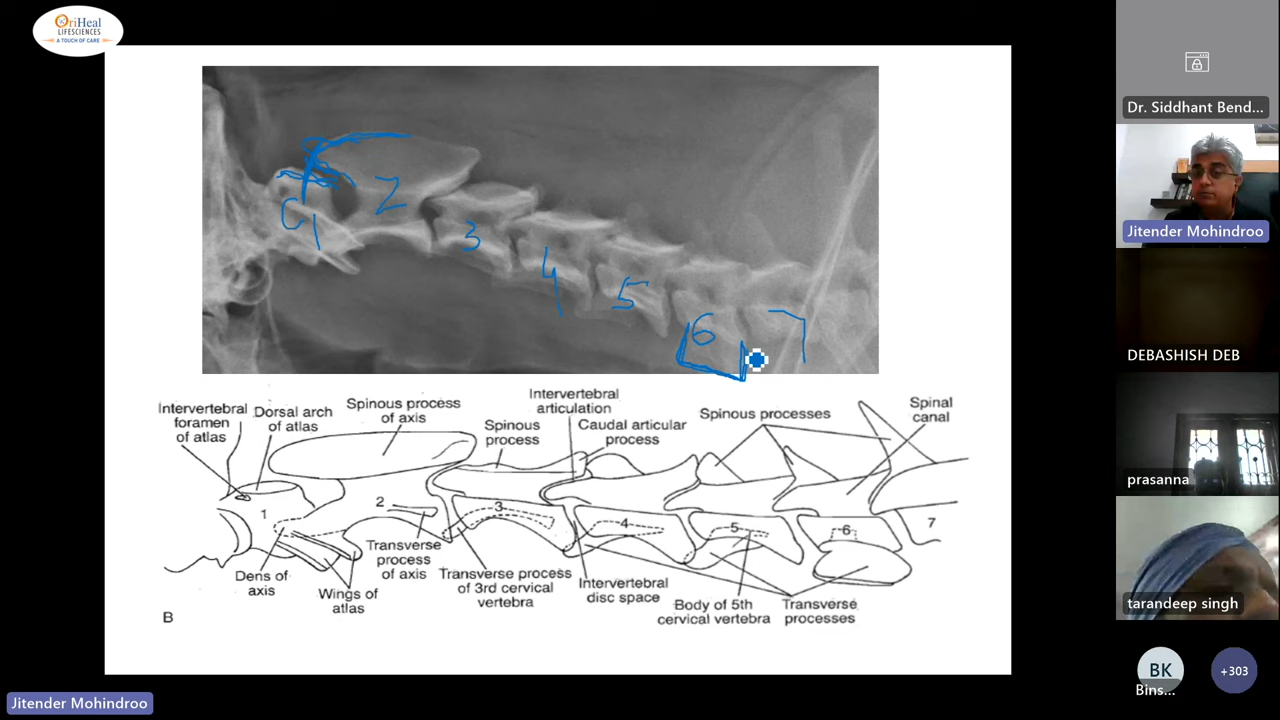 OriHeal
LIFESCIENCES
A TOUCH OF CARE
C1
2
3
4
5
6
7
Intervertebral
foramen
of atlas
Dorsal arch
of atlas
Spinous process
of axis
Spinous
process
Intervertebral
articulation
Caudal articular
process
Spinous processes
Spinal
canal
1
2
3
4
5
6
7
Dens of
axis
Wings of
atlas
Transverse
process
of axis
Transverse process
of 3rd cervical
vertebra
Intervertebral
disc space
Body of 5th
cervical vertebra
Transverse
processes
B
Jitender Mohindroo
Dr. Siddhant Bend...
Jitender Mohindroo
DEBASHISH DEB
prasanna
tarandeep singh
BK
Bins...
+303